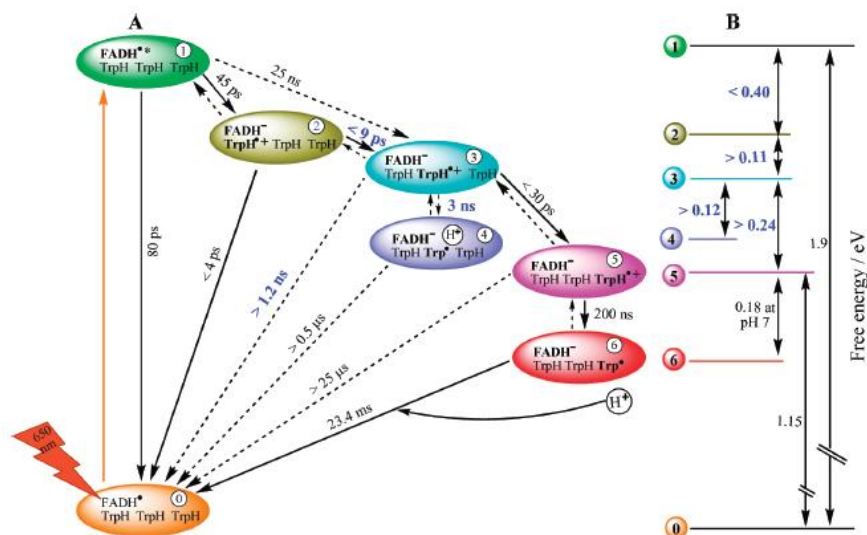 A
B
FADH•* 1
TrpH TrpH TrpH
25 ns
45 ps
FADH⁻ 2
TrpH•+ TrpH TrpH
< 9 ps
FADH⁻ 3
TrpH TrpH•+ TrpH
3 ns
FADH⁻ H⁺ 4
TrpH Trp• TrpH
< 30 ps
FADH⁻ 5
TrpH TrpH TrpH•+
200 ns
FADH⁻ 6
TrpH TrpH Trp•
H⁺
80 ps
< 4 ps
> 1.2 ns
> 0.5 μs
> 25 μs
23.4 ms
650
nm
FADH• 0
TrpH TrpH TrpH
1
< 0.40
2
> 0.11
3
> 0.12
> 0.24
4
5
0.18 at
pH 7
6
1.9
1.15
0
Free energy / eV